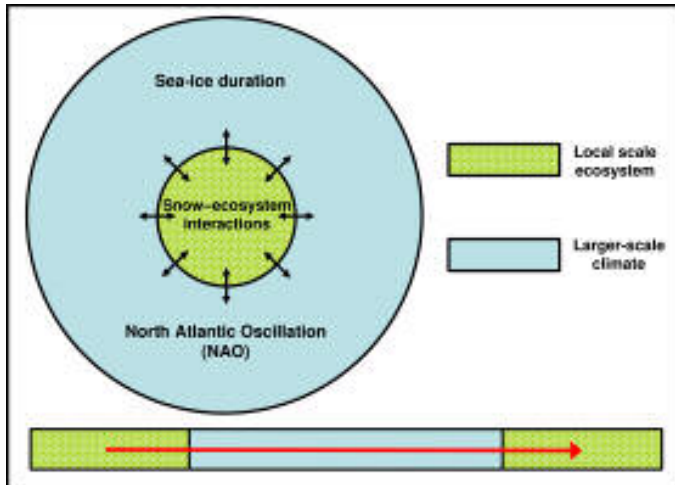 Sea-Ice duration
Snow–ecosystem
interactions
North Atlantic Oscillation
(NAO)
Local scale
ecosystem
Larger-scale
climate